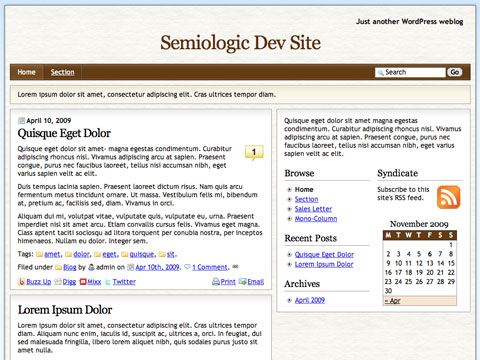 Just another WordPress weblog
Semiologic Dev Site
Home Section
Search Go
Lorem ipsum dolor sit amet, consectetur adipiscing elit. Cras ultrices tempor diam.
April 10, 2009
Quisque Eget Dolor
1
Quisque eget dolor sit amet- magna egestas condimentum. Curabitur
adipiscing rhoncus nisl. Vivamus adipiscing arcu at sapien. Praesent
congue, purus nec faucibus laoreet, tellus nisi accumsan nibh, eget
varius sapien velit ac elit.
Duis tempus lacinia sapien. Praesent laoreet dictum risus. Nam quis arcu
fermentum metus tincidunt ornare. Ut massa. Vestibulum felis mi, bibendum
at, pretium ac, facilisis sed, diam. Vivamus in orci.
Aliquam dui mi, volutpat vitae, vulputate quis, vulputate eu, urna. Praesent
imperdiet nisi sit amet arcu. Etiam convallis cursus felis. Vivamus eget magna.
Class aptent taciti sociosqu ad litora torquent per conubia nostra, per inceptos
himenaeos. Nullam eu dolor. Integer sem.
Tags: amet, dolor, eget, quisque, sit.
Filed under Blog by admin on Apr 10th, 2009. 1 Comment.
Buzz Up Digg Mixx Twitter Print Email
Lorem Ipsum Dolor
Lorem ipsum dolor sit amet, consectetur adipiscing elit. Cras ultrices tempor
diam. Aliquam nunc enim, iaculis id, suscipit ac, ultrices a, orci. In feugiat, dui
sed malesuada fringilla, libero lorem aliquet nibh, quis sodales purus justo sit
amet nulla.
Quisque eget dolor sit amet magna egestas
condimentum. Curabitur adipiscing rhoncus nisl. Vivamus
adipiscing arcu at sapien. Praesent congue, purus nec
faucibus laoreet, tellus nisi accumsan nibh, eget varius
sapien velit ac elit.
Browse
Home
Section
Sales Letter
Mono-Column
Recent Posts
Quisque Eget Dolor
Lorem Ipsum Dolor
Archives
April 2009
Syndicate
Subscribe to this
site's RSS feed.
November 2009
M T W T F S S
1
2 3 4 5 6 7 8
9 10 11 12 13 14 15
16 17 18 19 20 21 22
23 24 25 26 27 28 29
30
« Apr